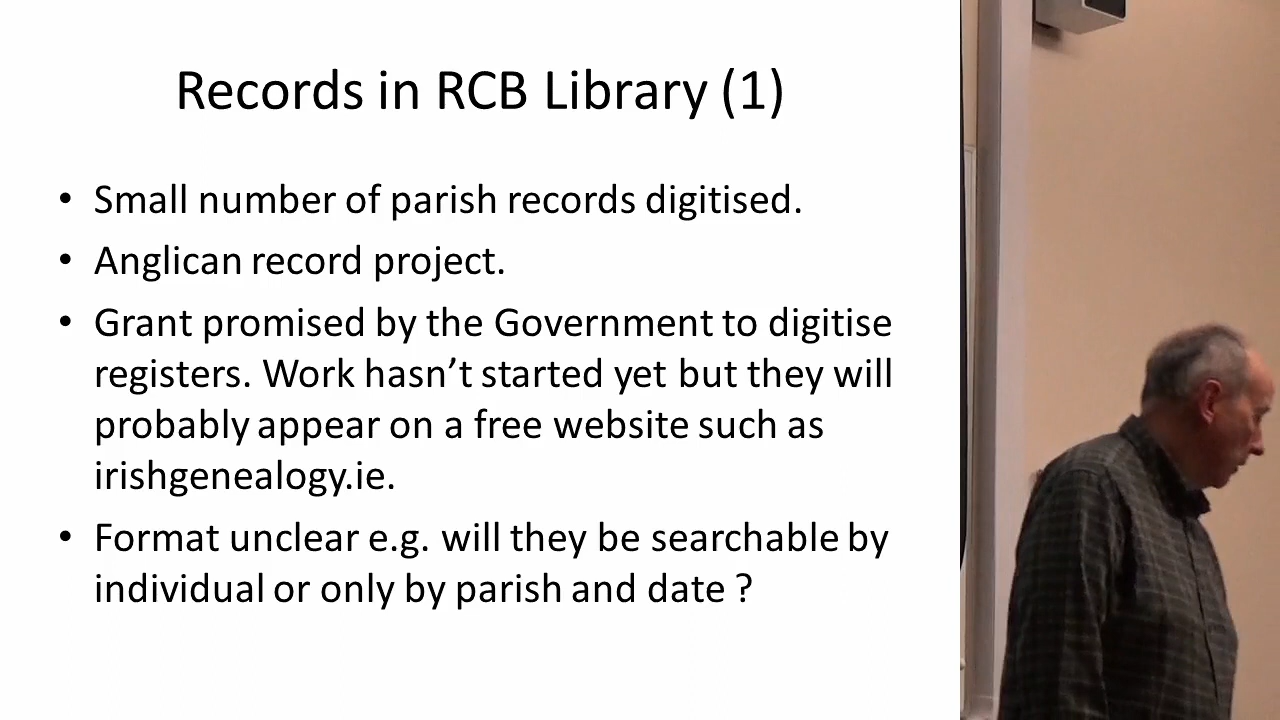 Records in RCB Library (1)
• Small number of parish records digitised.
• Anglican record project.
• Grant promised by the Government to digitise
registers. Work hasn’t started yet but they will
probably appear on a free website such as
irishgenealogy.ie.
• Format unclear e.g. will they be searchable by
individual or only by parish and date ?